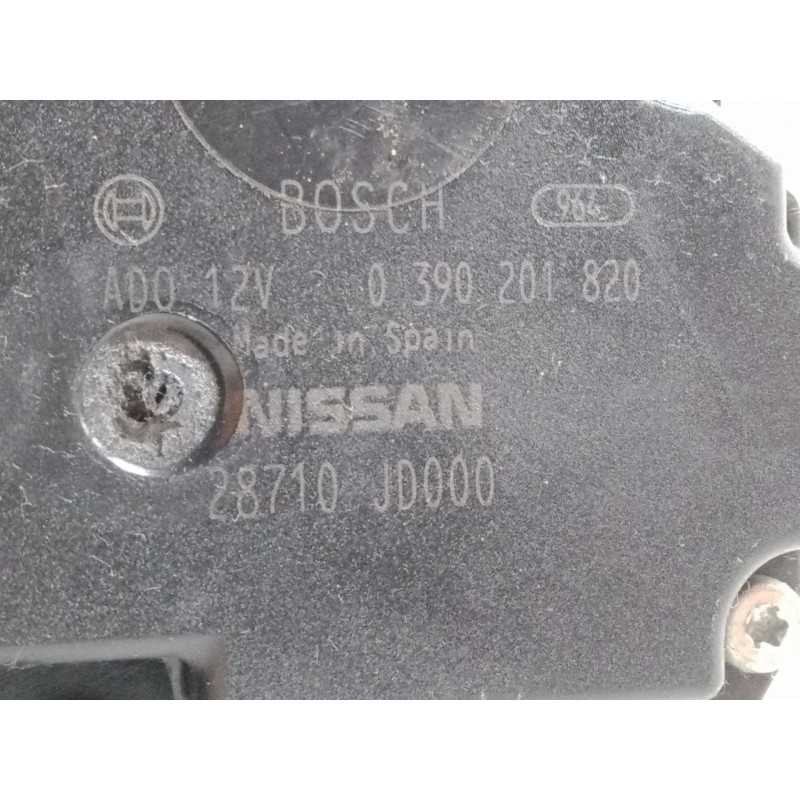 BOSCH 964
ADO 12V 0 390 201 820
Made in Spain
NISSAN
28710 JD000